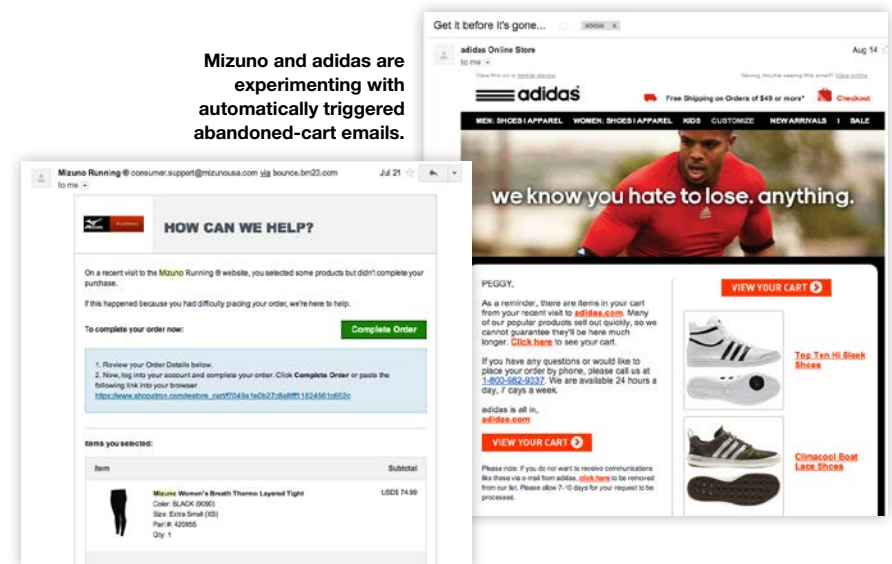 Mizuno and adidas are
experimenting with
automatically triggered
abandoned-cart emails.
Get it before it's gone...
adidas x
adidas Online Store
Aug 14
to me
View this on a mobile device
Having trouble seeing this email? View online
adidas
Free Shipping on Orders of $49 or more*
Checkout
MEN: SHOES I APPAREL WOMEN: SHOES I APPAREL KIDS CUSTOMIZE NEW ARRIVALS I SALE
we know you hate to lose. anything.
PEGGY,
As a reminder, there are items in your cart
from your recent visit to adidas.com. Many
of our popular products sell out quickly, so we
cannot guarantee they'll be here much
longer. Click here to see your cart.
If you have any questions or would like to
place your order by phone, please call us at
1-800-982-9337. We are available 24 hours a
day, 7 days a week.
adidas is all in,
adidas.com
VIEW YOUR CART
Please note: If you do not want to receive communications
like these via e-mail from adidas, click here to be removed
from our list. Please allow 7-10 days for your request to be
processed.
VIEW YOUR CART
Top Ten Hi Sleek
Shoes
Climacool Boat
Lace Shoes
Mizuno Running ® consumer.support@mizunousa.com via bounce.bm23.com
Jul 21
to me
HOW CAN WE HELP?
On a recent visit to the Mizuno Running ® website, you selected some products but didn't complete your
purchase.
If this happened because you had difficulty placing your order, we're here to help.
To complete your order now:
Complete Order
1. Review your Order Details below.
2. Now, log into your account and complete your order. Click Complete Order or paste the
following link into your browser.
Items you selected:
Item
Subtotal
Mizuno Women's Breath Thermo Layered Tight
USD$ 74.99
Color: BLACK (9090)
Size: Extra Small (XS)
Part #: 420855
Qty: 1